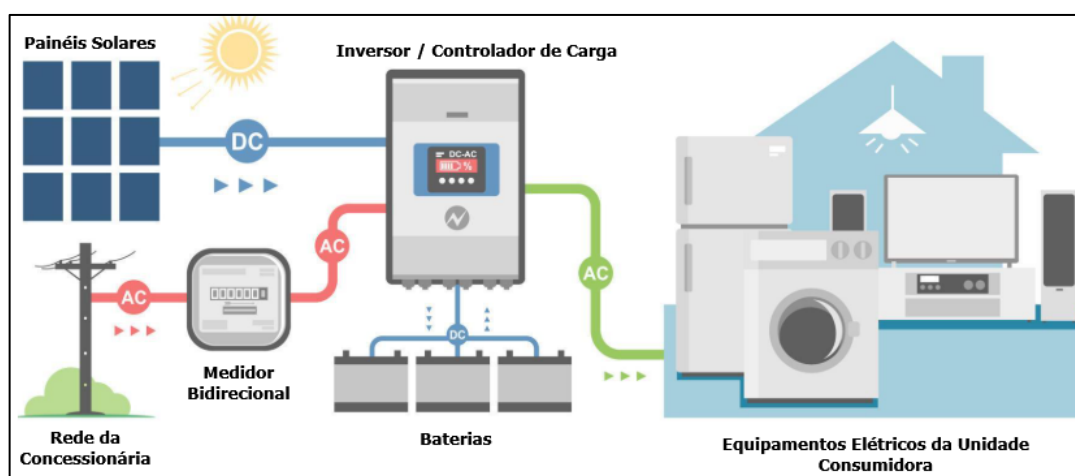 Painéis Solares
Inversor / Controlador de Carga
DC
DC-AC
%
AC
AC
AC
DC
Medidor
Bidirecional
Rede da
Concessionária
Baterias
Equipamentos Elétricos da Unidade
Consumidora